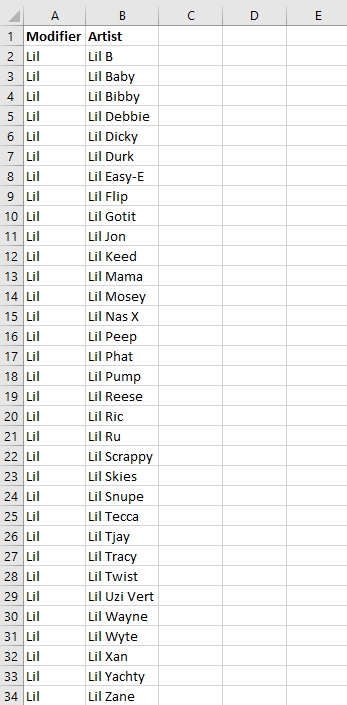 A B C D E
1 Modifier Artist
2 Lil Lil B
3 Lil Lil Baby
4 Lil Lil Bibby
5 Lil Lil Debbie
6 Lil Lil Dicky
7 Lil Lil Durk
8 Lil Lil Easy-E
9 Lil Lil Flip
10 Lil Lil Gotit
11 Lil Lil Jon
12 Lil Lil Keed
13 Lil Lil Mama
14 Lil Lil Mosey
15 Lil Lil Nas X
16 Lil Lil Peep
17 Lil Lil Phat
18 Lil Lil Pump
19 Lil Lil Reese
20 Lil Lil Ric
21 Lil Lil Ru
22 Lil Lil Scrappy
23 Lil Lil Skies
24 Lil Lil Snupe
25 Lil Lil Tecca
26 Lil Lil Tjay
27 Lil Lil Tracy
28 Lil Lil Twist
29 Lil Lil Uzi Vert
30 Lil Lil Wayne
31 Lil Lil Wyte
32 Lil Lil Xan
33 Lil Lil Yachty
34 Lil Lil Zane